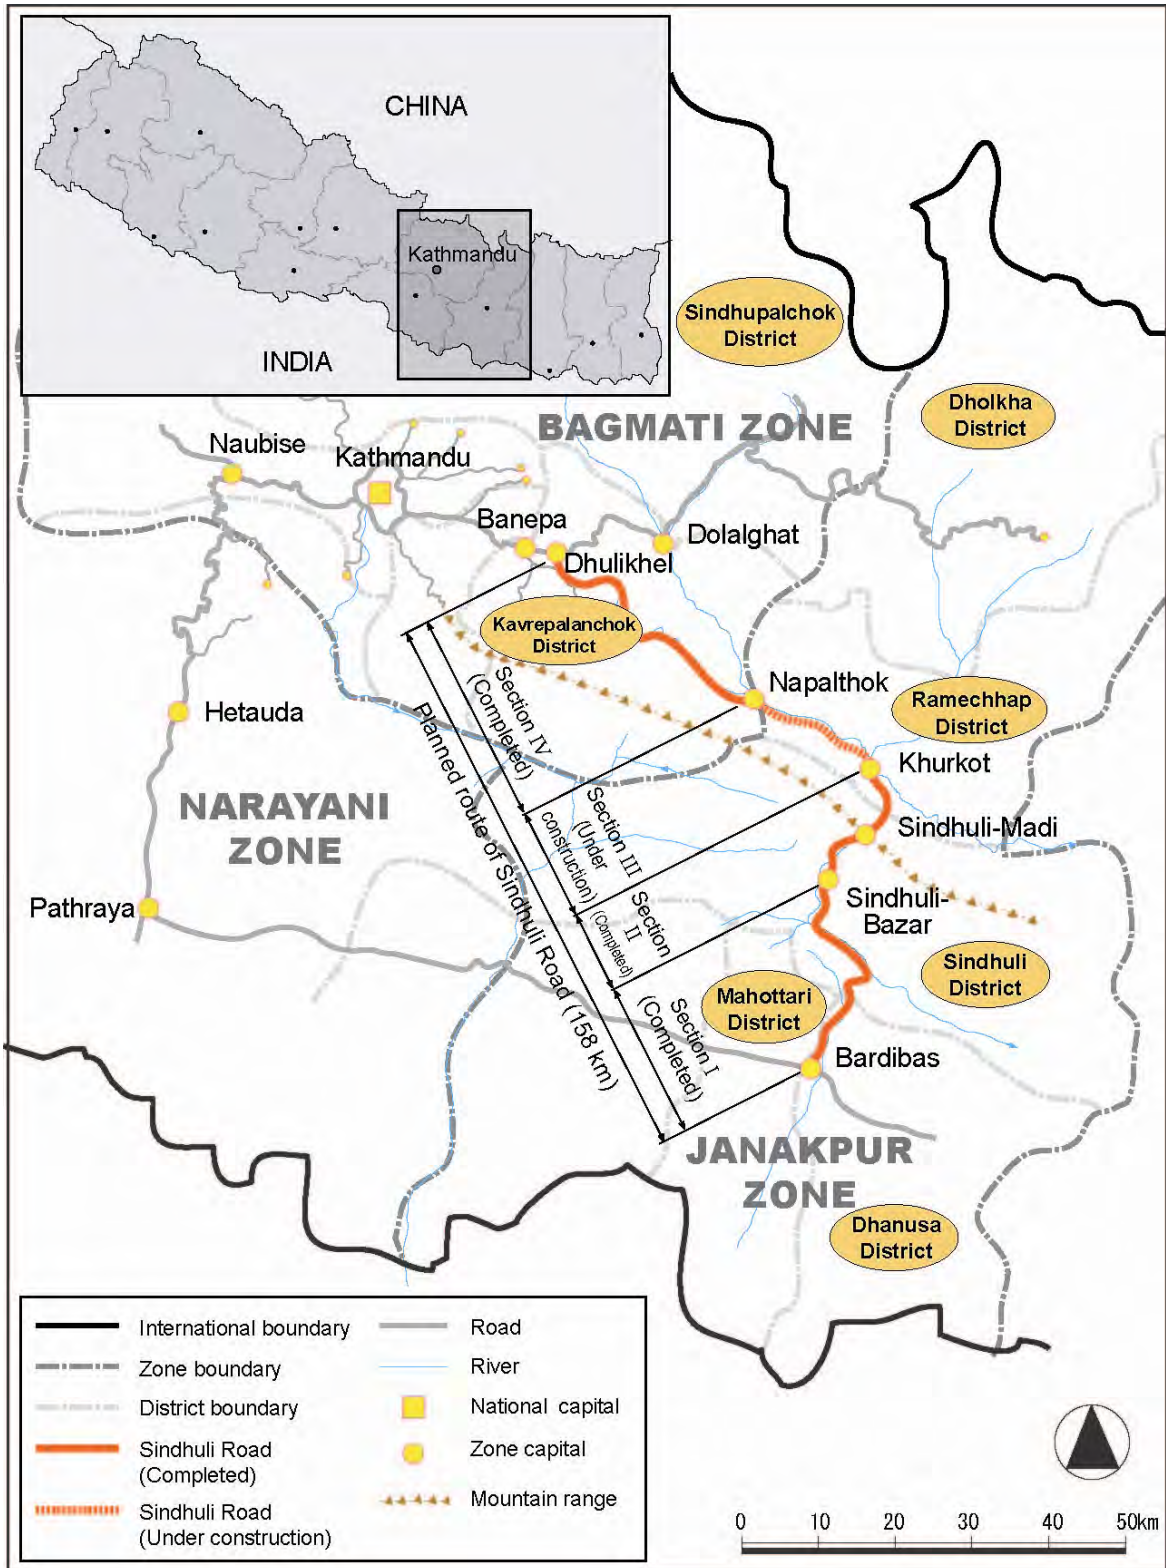 CHINA
Kathmandu
INDIA
Sindhupalchok
District
Dholkha
District
BAGMATI ZONE
Naubise
Kathmandu
Banepa
Dolalghat
Dhulikhel
Kavrepalanchok
District
Napalthok
Ramechhap
District
Hetauda
Khurkot
Section IV
(Completed)
Planned route of Sindhuli Road (158 km)
Section III
(Under
construction)
NARAYANI
ZONE
Sindhuli-Madi
Pathraya
Section
II
(Completed)
Sindhuli-
Bazar
Sindhuli
District
Mahottari
District
Section I
(Completed)
Bardibas
JANAKPUR
ZONE
Dhanusa
District
International boundary
Zone boundary
District boundary
Sindhuli Road
(Completed)
Sindhuli Road
(Under construction)
Road
River
National capital
Zone capital
Mountain range
0 10 20 30 40 50km